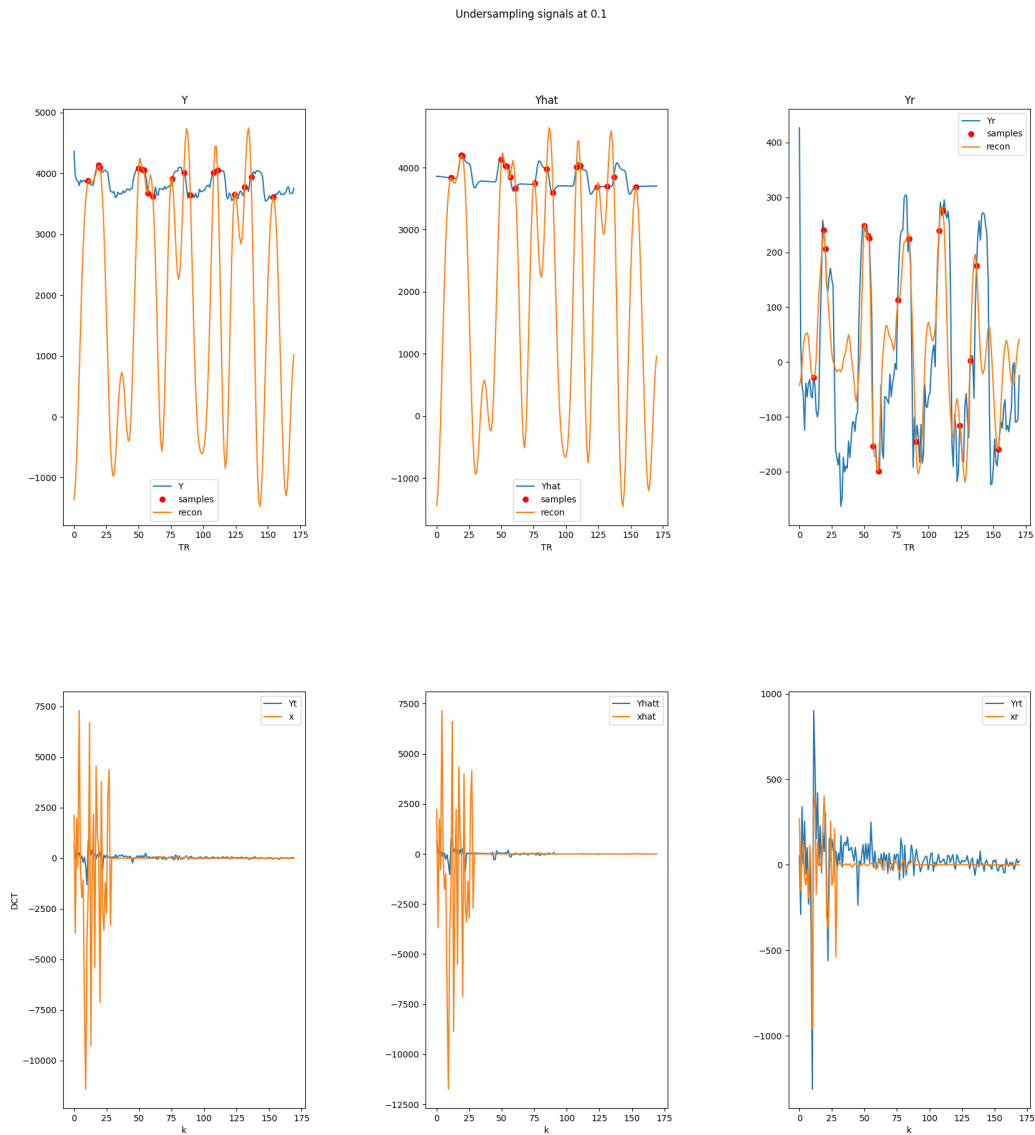 Undersampling signals at 0.1
Y
5000
4000
3000
2000
1000
0
−1000
0 25 50 75 100 125 150 175
TR
Y
samples
recon
Yhat
4000
3000
2000
1000
0
−1000
0 25 50 75 100 125 150 175
TR
Yhat
samples
recon
Yr
400
300
200
100
0
−100
−200
0 25 50 75 100 125 150 175
TR
Yr
samples
recon
7500
5000
2500
0
−2500
−5000
−7500
−10000
DCT
0 25 50 75 100 125 150 175
k
Yt
x
7500
5000
2500
0
−2500
−5000
−7500
−10000
−12500
0 25 50 75 100 125 150 175
k
Yhatt
xhat
1000
500
0
−500
−1000
0 25 50 75 100 125 150 175
k
Yrt
xr